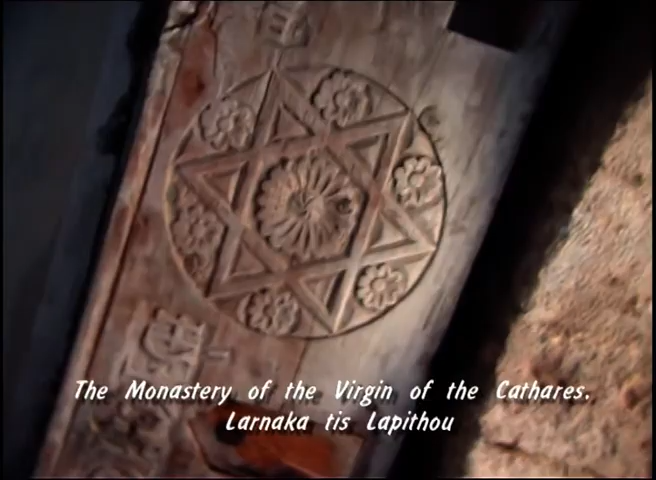 The Monastery of the Virgin of the Cathares.
Larnaka tis Lapithou